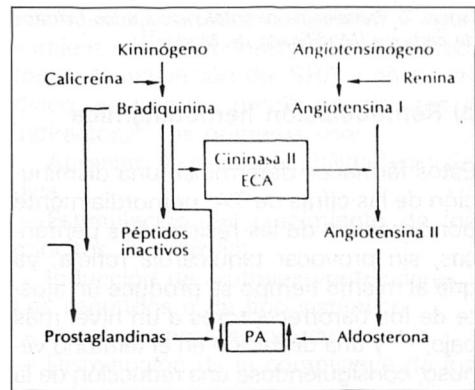 Kininógeno Angiotensinógeno
Calicreína Renina
Bradiquinina Angiotensina I
Cininasa II
ECA
Péptidos
inactivos
Angiotensina II
Prostaglandinas PA Aldosterona